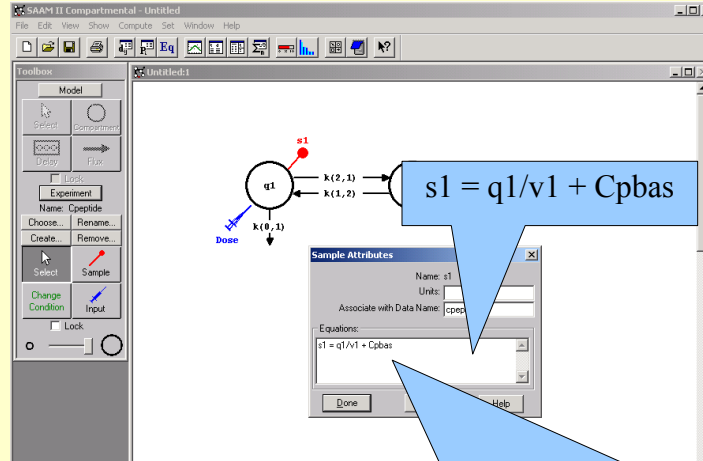 SAAM II Compartmental - Untitled
File Edit View Show Compute Set Window Help
Eq
Toolbox
Model
Select
Compartment
Delay
Flux
Lock
Experiment
Name: Cpeptide
Choose... Rename...
Create... Remove...
Select
Sample
Change
Condition
Input
Lock
Untitled:1
s1
q1
k(2,1)
k(1,2)
k(0,1)
Dose
s1 = q1/v1 + Cpbas
Sample Attributes
Name: s1
Units:
Associate with Data Name:
Equations:
s1 = q1/v1 + Cpbas
Done
Help